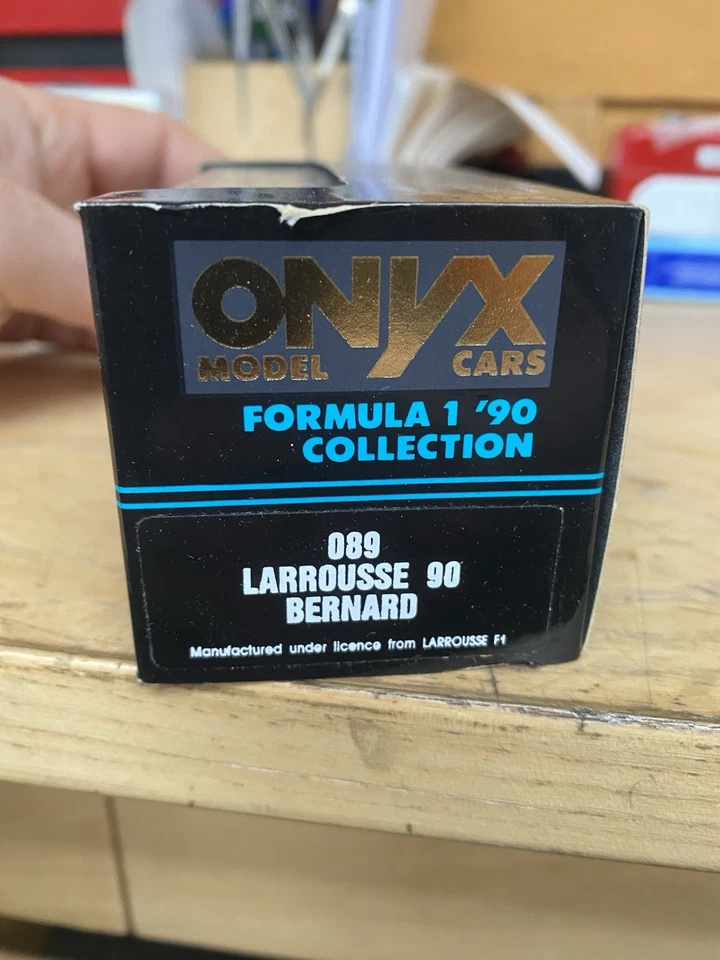 ONYX
MODEL CARS
FORMULA 1 '90
COLLECTION
089
LARROUSSE 90
BERNARD
Manufactured under licence from LARROUSSE F1